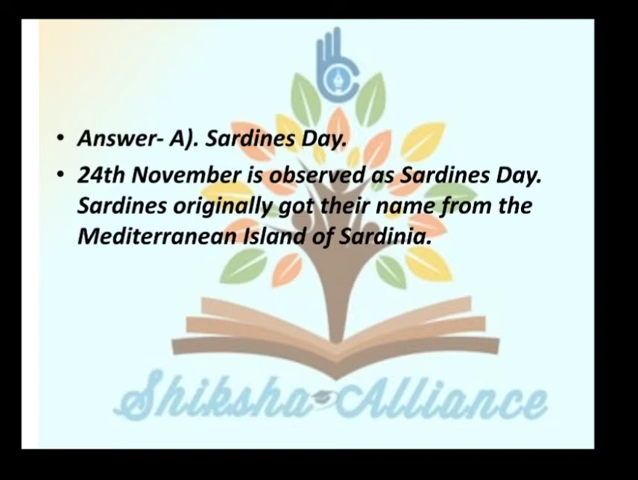 • Answer- A). Sardines Day.
• 24th November is observed as Sardines Day.
Sardines originally got their name from the
Mediterranean Island of Sardinia.
Shiksha Alliance